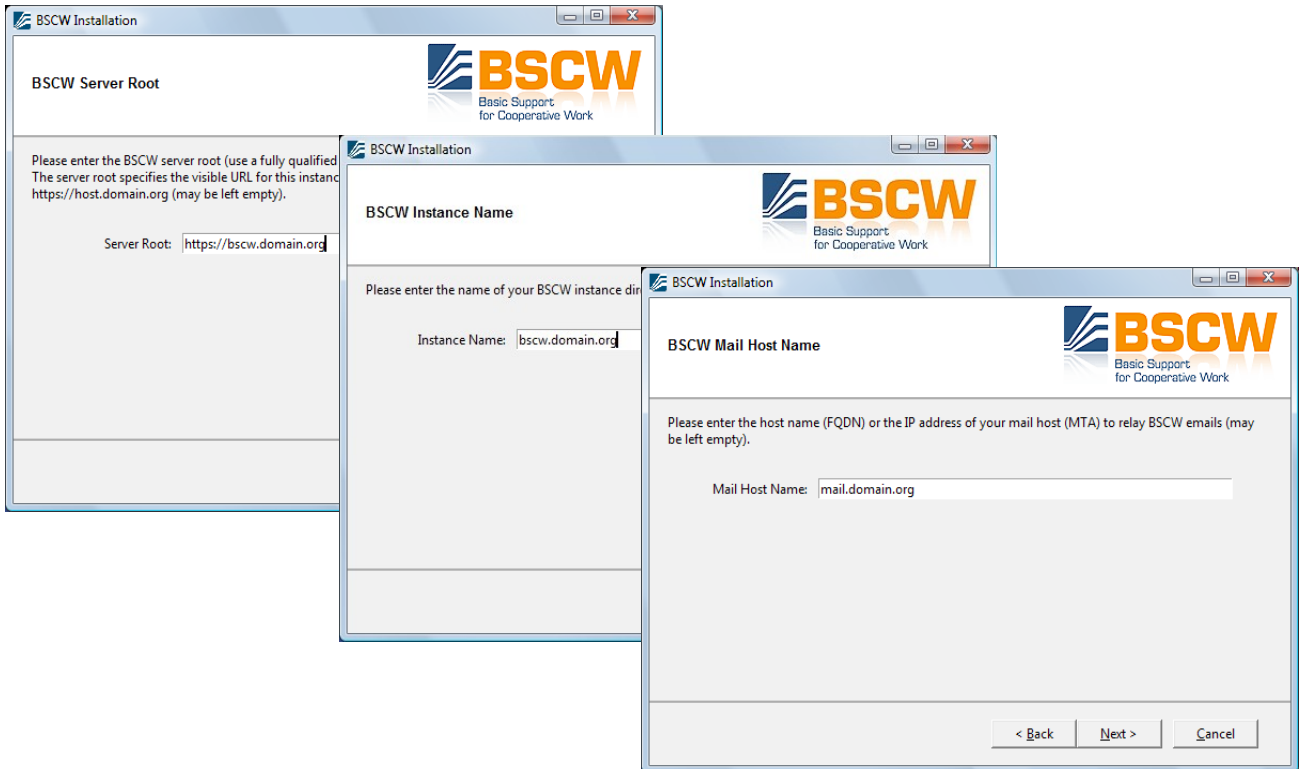 BSCW Installation
BSCW Server Root
BSCW
Basic Support
for Cooperative Work
Please enter the BSCW server root (use a fully qualified
The server root specifies the visible URL for this instanc
https://host.domain.org (may be left empty).
Server Root: https://bscw.domain.org
BSCW Installation
BSCW Instance Name
BSCW
Basic Support
for Cooperative Work
Please enter the name of your BSCW instance dir
Instance Name: bscw.domain.org
BSCW Installation
BSCW Mail Host Name
BSCW
Basic Support
for Cooperative Work
Please enter the host name (FQDN) or the IP address of your mail host (MTA) to relay BSCW emails (may
be left empty).
Mail Host Name: mail.domain.org
< Back Next > Cancel